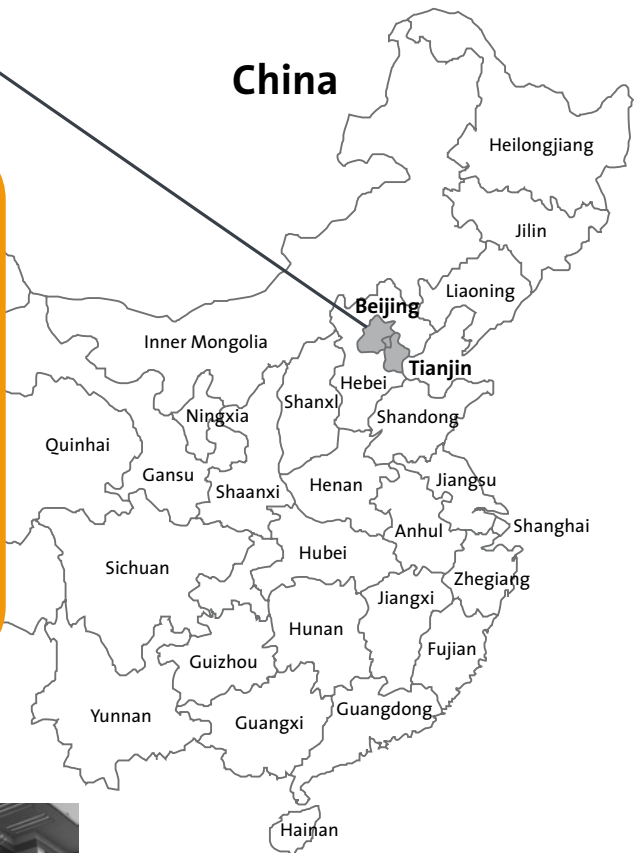 China
Heilongjiang
Jilin
Liaoning
Beijing
Inner Mongolia
Tianjin
Hebei
Shanxl
Ningxia
Shandong
Quinhai
Gansu
Jiangsu
Henan
Shaanxi
Shanghai
Anhul
Hubei
Sichuan
Zhegiang
Jiangxi
Hunan
Fujian
Guizhou
Guangdong
Yunnan
Guangxi
Hainan